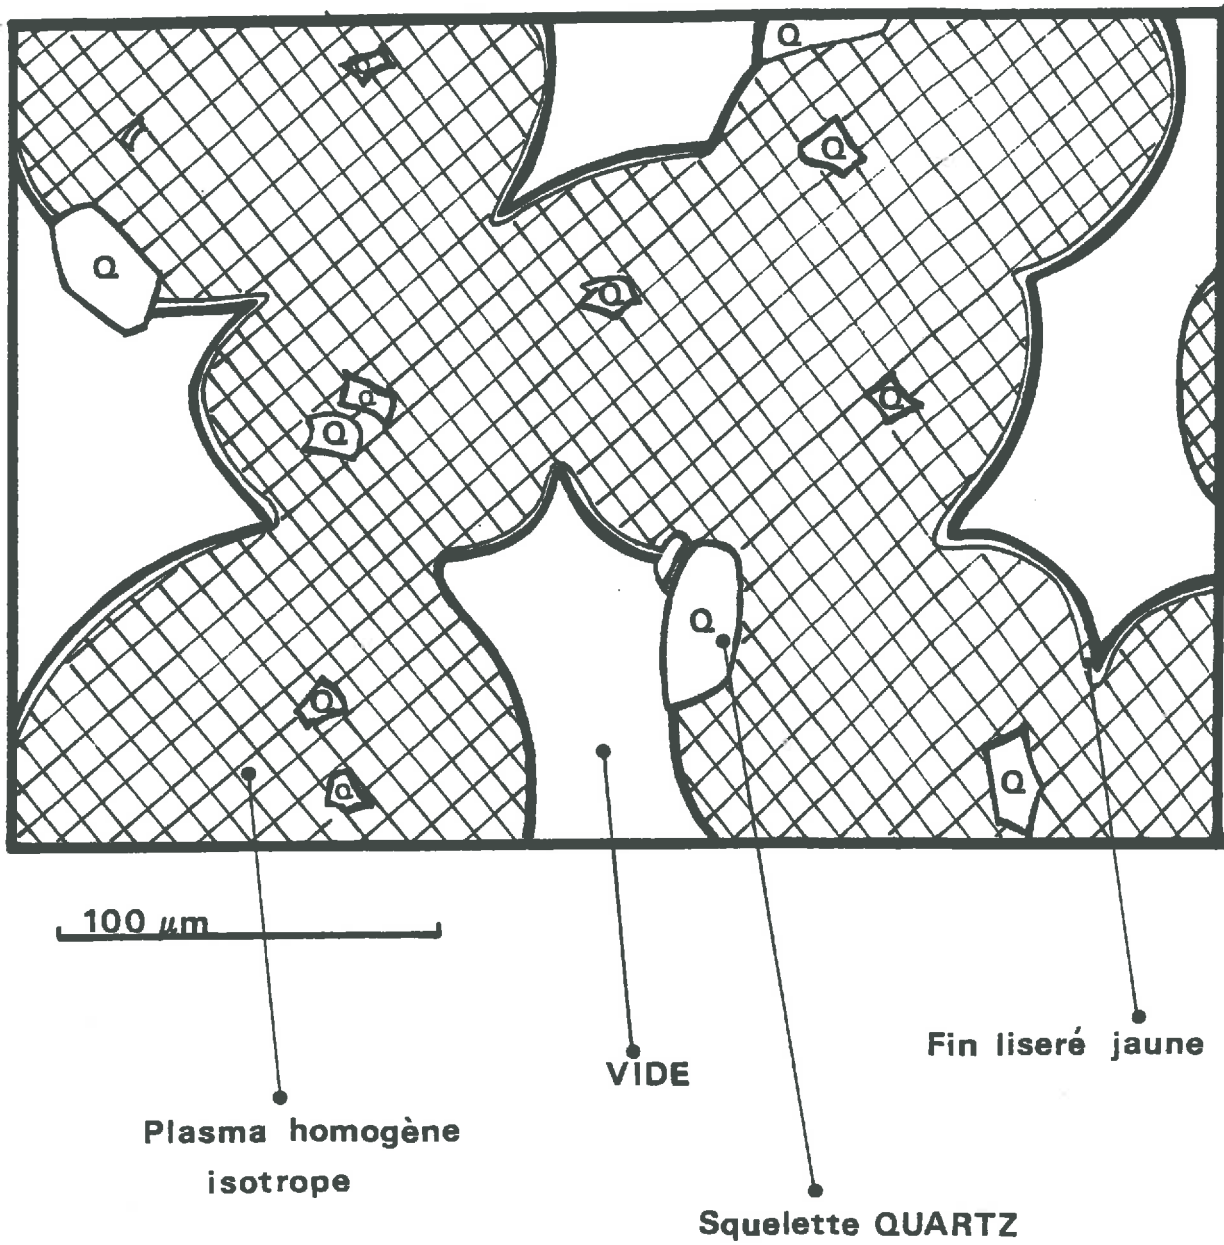 Q
Q
Q
Q
Q
Q
Q
Q
Q
Q
Q
Q
Q
100 µm
Fin liseré jaune
VIDE
Plasma homogène
isotrope
Squelette QUARTZ